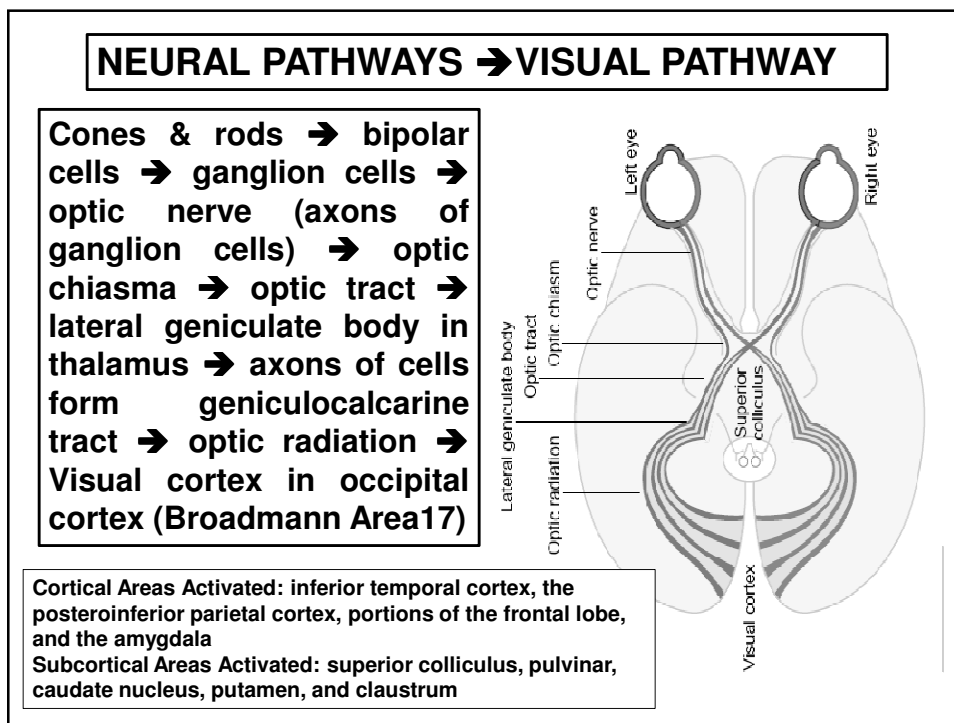 NEURAL PATHWAYS ➔VISUAL PATHWAY
Cones & rods ➔ bipolar
cells ➔ ganglion cells ➔
optic nerve (axons of
ganglion cells) ➔ optic
chiasma ➔ optic tract ➔
lateral geniculate body in
thalamus ➔ axons of cells
form geniculocalcarine
tract ➔ optic radiation ➔
Visual cortex in occipital
cortex (Broadmann Area17)
Left eye
Right eye
Optic nerve
Optic chiasm
Optic tract
Lateral geniculate body
Superior
colliculus
Optic radiation
Visual cortex
Cortical Areas Activated: inferior temporal cortex, the
posteroinferior parietal cortex, portions of the frontal lobe,
and the amygdala
Subcortical Areas Activated: superior colliculus, pulvinar,
caudate nucleus, putamen, and claustrum